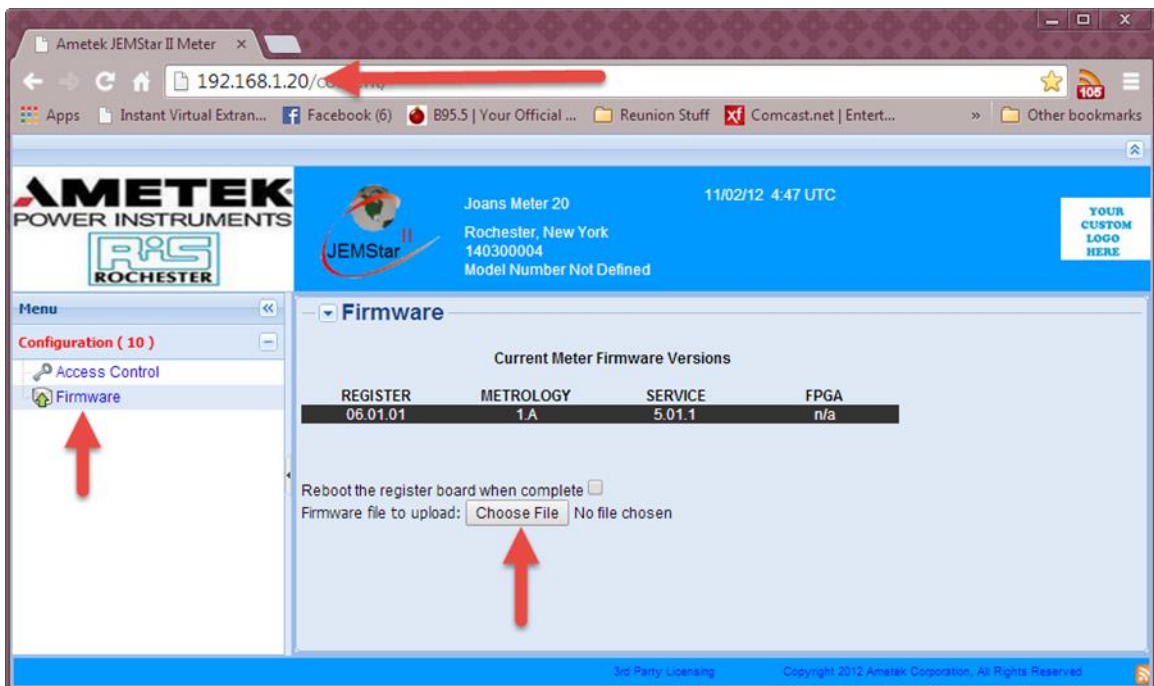 Ametek JEMStar II Meter
192.168.1.20/
Apps Instant Virtual Extran... Facebook (6) B95.5 | Your Official ... Reunion Stuff xf Comcast.net | Entert... » Other bookmarks
105
AMETEK
POWER INSTRUMENTS
RIS
ROCHESTER
JEMStar II
Joans Meter 20
11/02/12 4:47 UTC
Rochester, New York
140300004
Model Number Not Defined
YOUR
CUSTOM
LOGO
HERE
Menu
Configuration ( 10 )
Access Control
Firmware
Firmware
Current Meter Firmware Versions
REGISTER METROLOGY SERVICE FPGA
06.01.01 1.A 5.01.1 n/a
Reboot the register board when complete
Firmware file to upload: Choose File No file chosen
3rd Party Licensing Copyright 2012 Ametek Corporation, All Rights Reserved